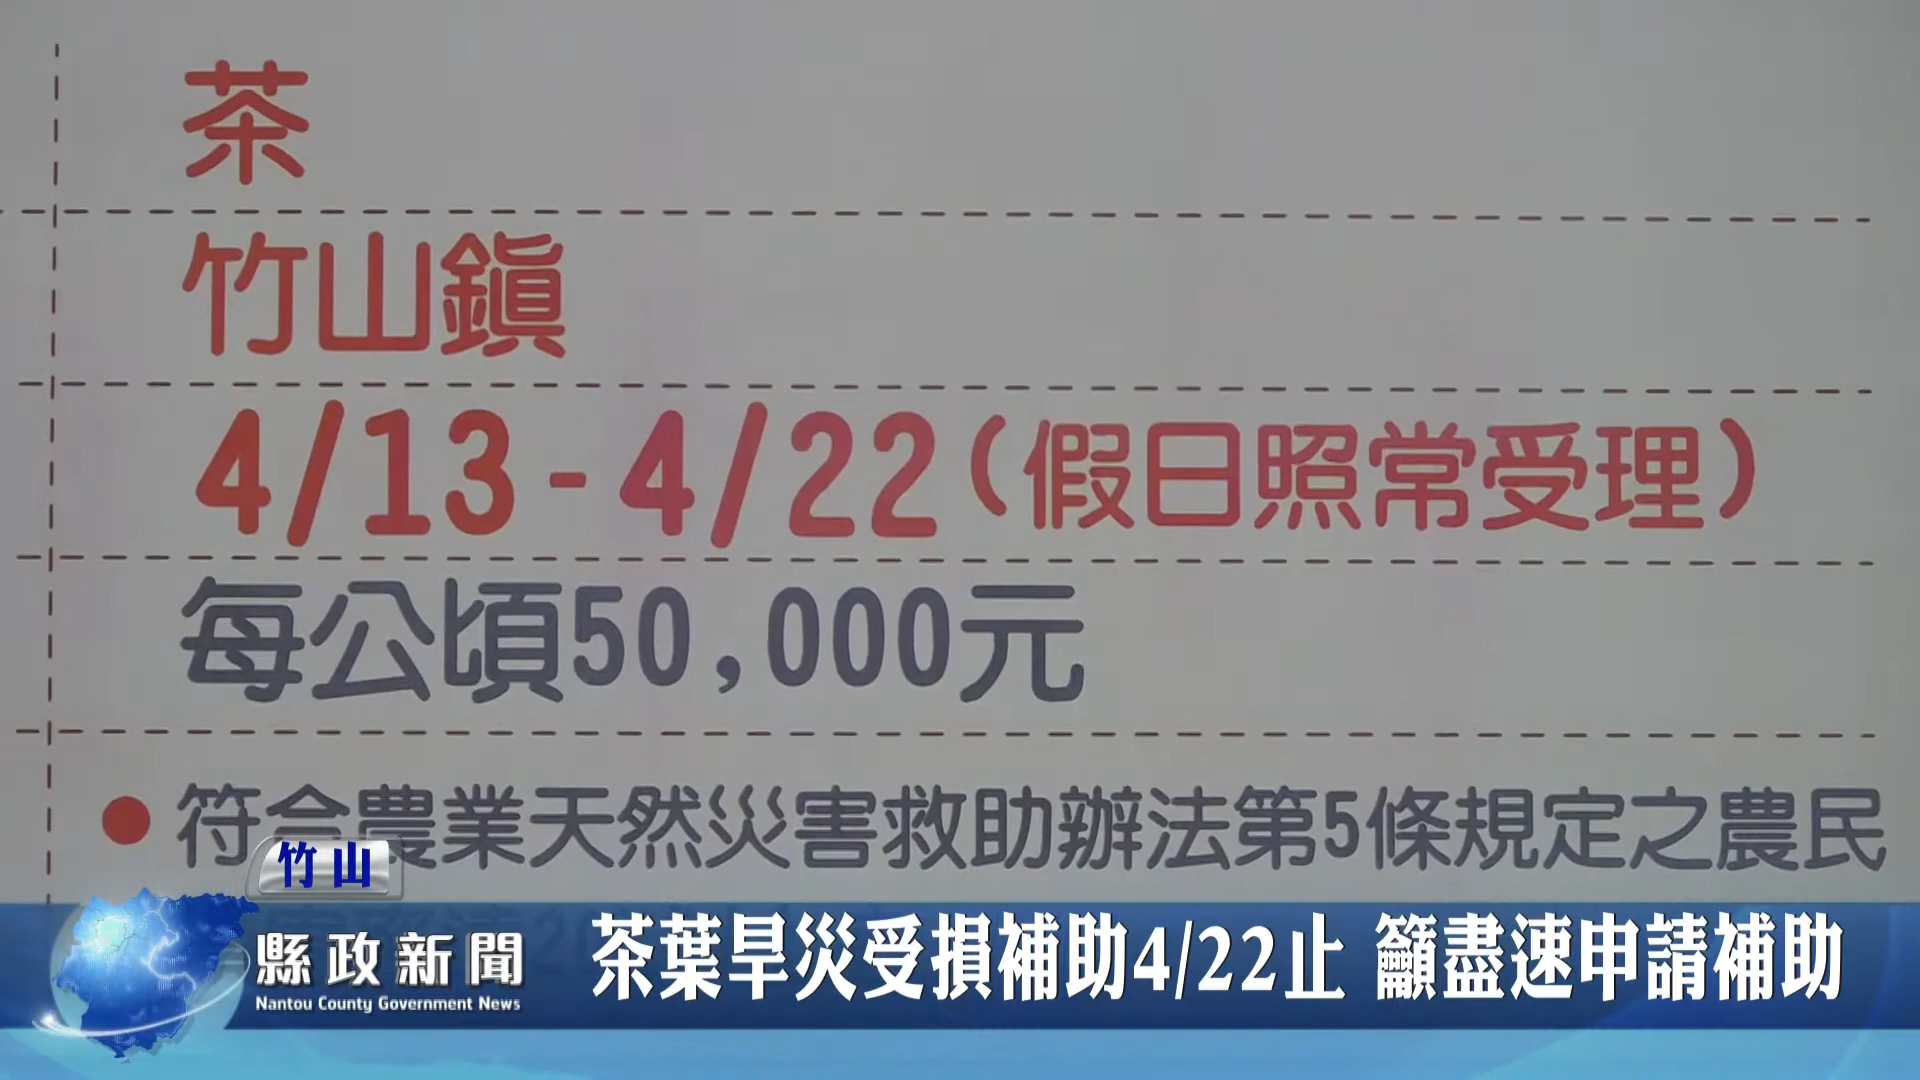 茶
竹山鎮
4/13-4/22(假日照常受理)
每公頃50,000元
符合農業天然災害救助辦法第5條規定之農民
竹山
縣政新聞
Nantou County Government News
茶葉旱災受損補助4/22止 籲盡速申請補助